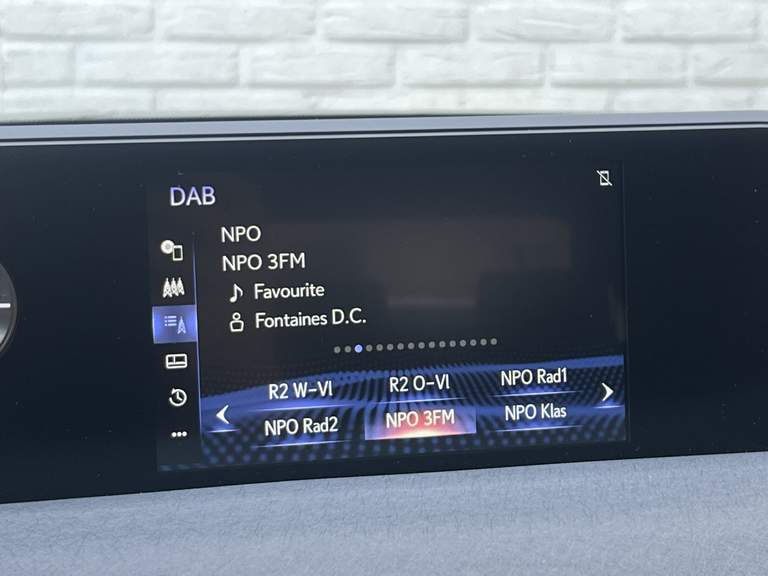 DAB
NPO
NPO 3FM
Favourite
Fontaines D.C.
R2 W-Vl
R2 O-Vl
NPO Rad1
NPO Rad2
NPO 3FM
NPO Klas